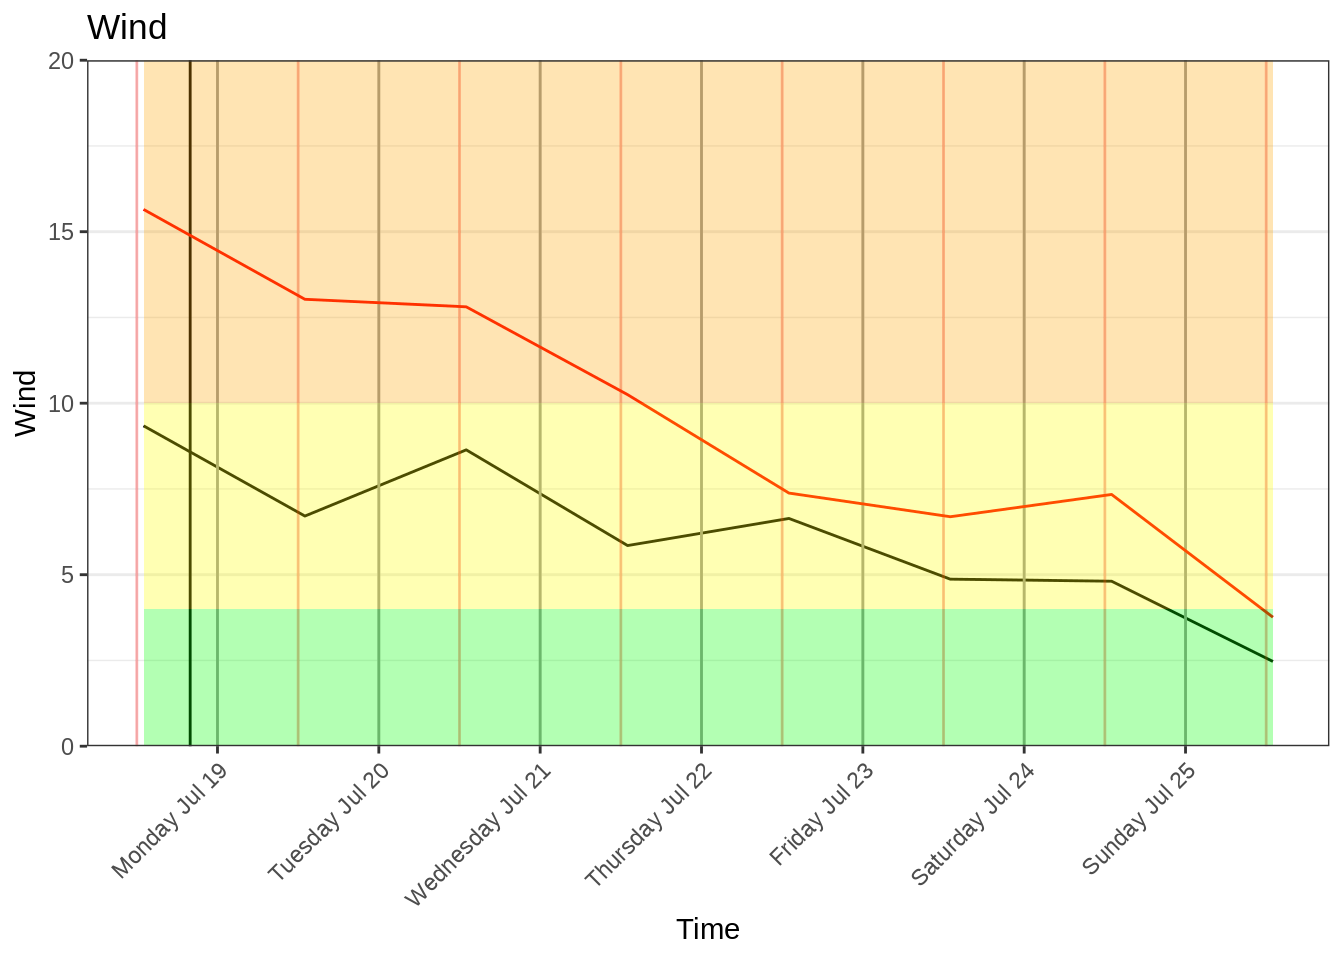 Wind
20
15
10
5
0
Wind
Monday Jul 19
Tuesday Jul 20
Wednesday Jul 21
Thursday Jul 22
Friday Jul 23
Saturday Jul 24
Sunday Jul 25
Time